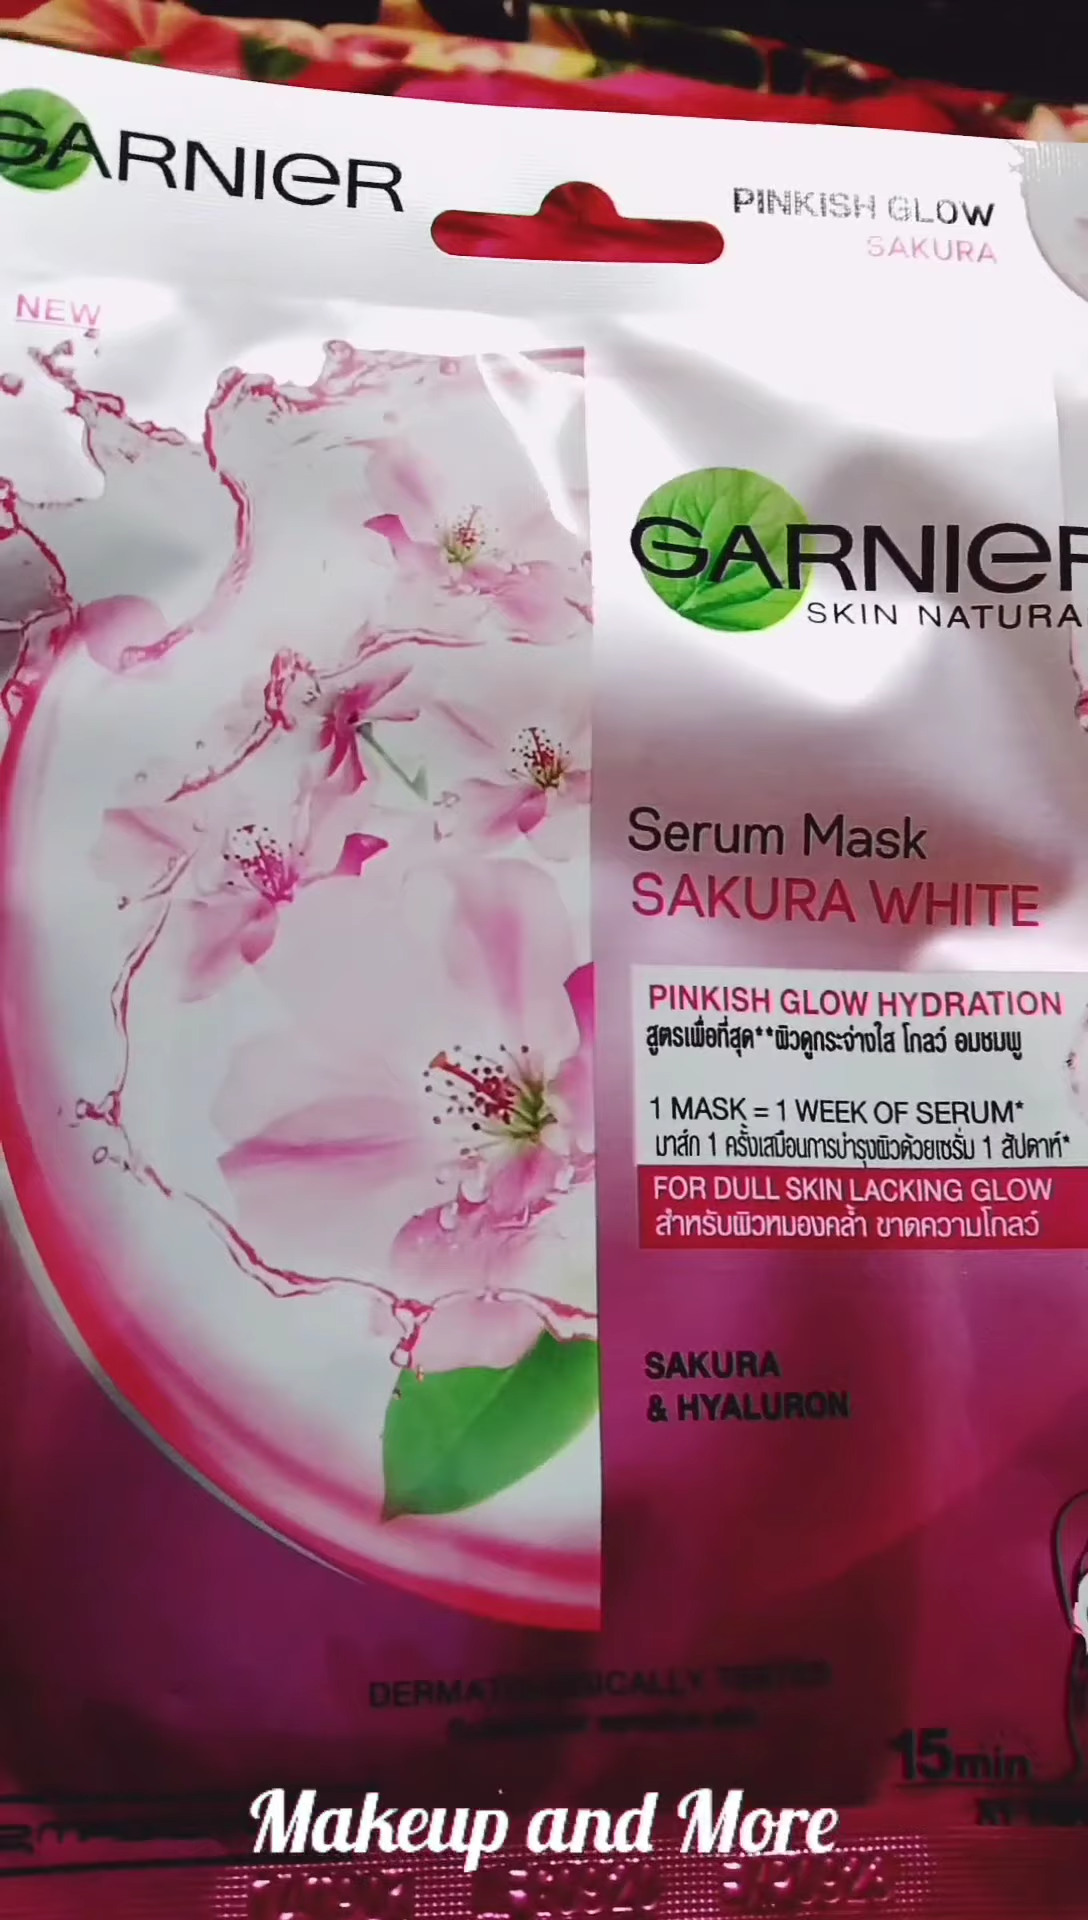 GARNIER
PINKISH GLOW
SAKURA
NEW
GARNIER
SKIN NATURA
Serum Mask
SAKURA WHITE
PINKISH GLOW HYDRATION
สูตรเพื่อที่สุด**ผิวดูกระจ่างใส โกลว์ อมชมพู
1 MASK = 1 WEEK OF SERUM*
มาส์ก 1 ครั้งเสมือนการบำรุงผิวด้วยเซรั่ม 1 สัปดาห์*
FOR DULL SKIN LACKING GLOW
สำหรับผิวหมองคล้ำ ขาดความโกลว์
SAKURA
& HYALURON
DERMATOLOGICALLY TESTED
15min
Makeup and More